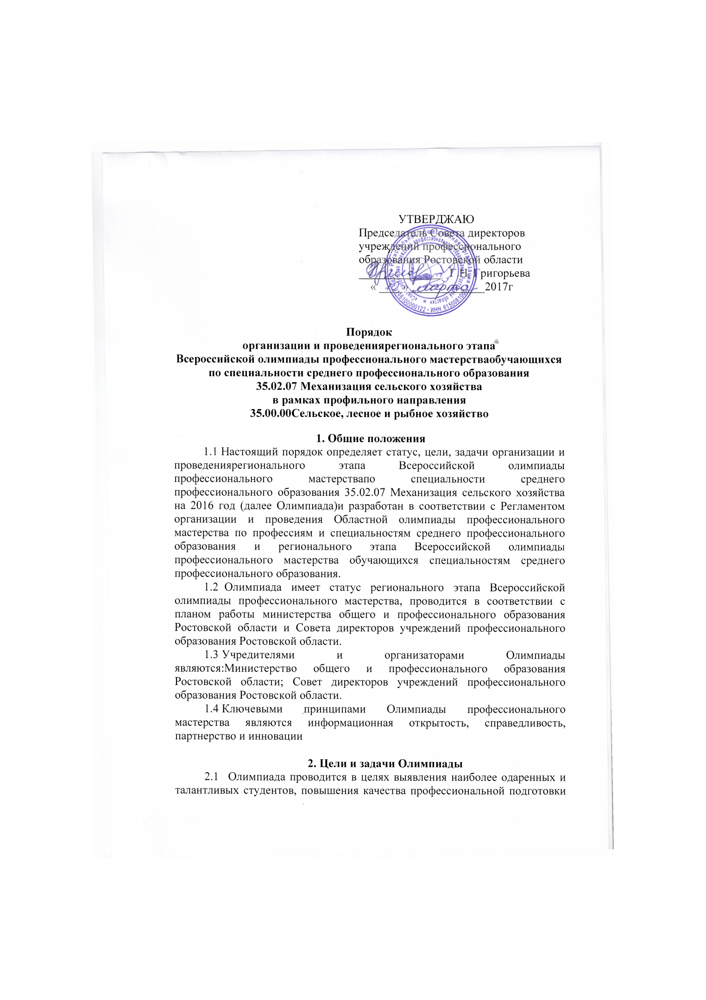 УТВЕРДЖАЮ
Председатель Совета директоров
учреждений профессионального
образования Ростовской области
Г.Н. Григорьева
« » марта 2017г
Порядок
организации и проведениярегионального этапа
Всероссийской олимпиады профессионального мастерстваобучающихся
по специальности среднего профессионального образования
35.02.07 Механизация сельского хозяйства
в рамках профильного направления
35.00.00Сельское, лесное и рыбное хозяйство
1. Общие положения
1.1 Настоящий порядок определяет статус, цели, задачи организации и
проведениярегионального этапа Всероссийской олимпиады
профессионального мастерствапо специальности среднего
профессионального образования 35.02.07 Механизация сельского хозяйства
на 2016 год (далее Олимпиада)и разработан в соответствии с Регламентом
организации и проведения Областной олимпиады профессионального
мастерства по профессиям и специальностям среднего профессионального
образования и регионального этапа Всероссийской олимпиады
профессионального мастерства обучающихся специальностям среднего
профессионального образования.
1.2 Олимпиада имеет статус регионального этапа Всероссийской
олимпиады профессионального мастерства, проводится в соответствии с
планом работы министерства общего и профессионального образования
Ростовской области и Совета директоров учреждений профессионального
образования Ростовской области.
1.3 Учредителями и организаторами Олимпиады
являются:Министерство общего и профессионального образования
Ростовской области; Совет директоров учреждений профессионального
образования Ростовской области.
1.4 Ключевыми принципами Олимпиады профессионального
мастерства являются информационная открытость, справедливость,
партнерство и инновации
2. Цели и задачи Олимпиады
2.1 Олимпиада проводится в целях выявления наиболее одаренных и
талантливых студентов, повышения качества профессиональной подготовки